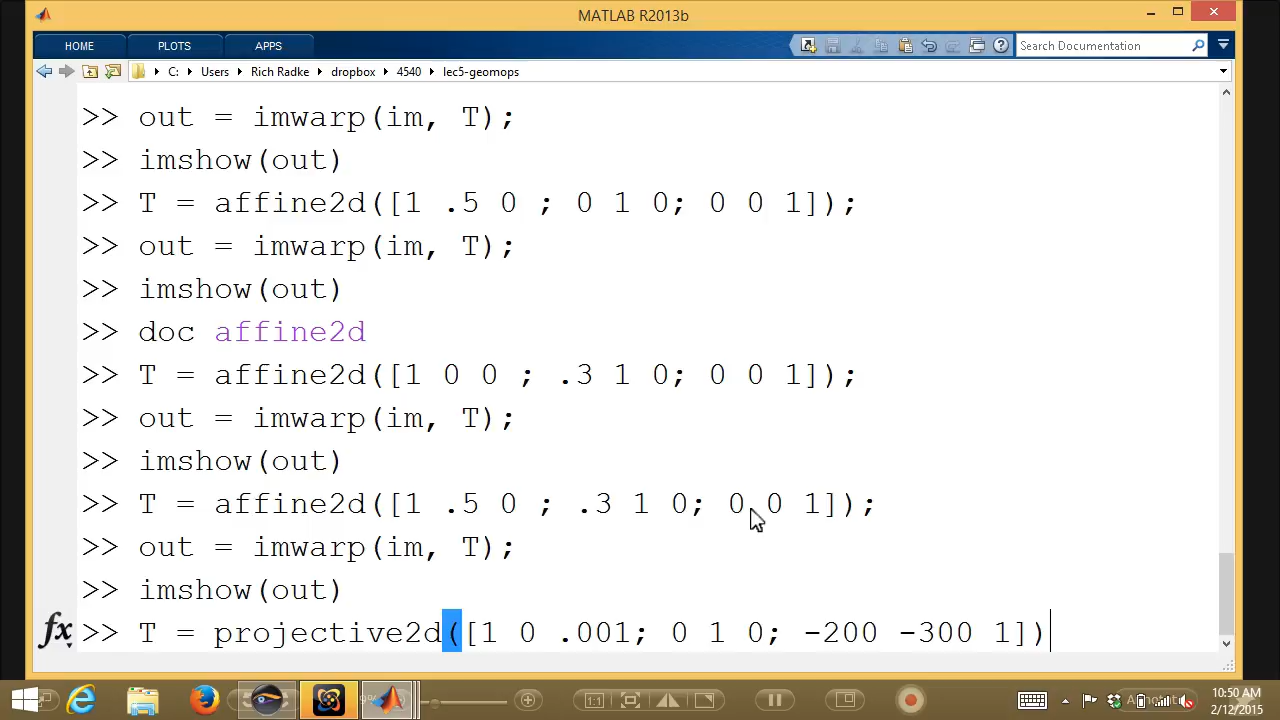 MATLAB R2013b
HOME PLOTS APPS Search Documentation
C: Users Rich Radke dropbox 4540 lec5-geomops
>> out = imwarp(im, T);
>> imshow(out)
>> T = affine2d([1 .5 0 ; 0 1 0; 0 0 1]);
>> out = imwarp(im, T);
>> imshow(out)
>> doc affine2d
>> T = affine2d([1 0 0 ; .3 1 0; 0 0 1]);
>> out = imwarp(im, T);
>> imshow(out)
>> T = affine2d([1 .5 0 ; .3 1 0; 0 0 1]);
>> out = imwarp(im, T);
>> imshow(out)
fx >> T = projective2d([1 0 .001; 0 1 0; -200 -300 1])
1:1
10:50 AM
2/12/2015